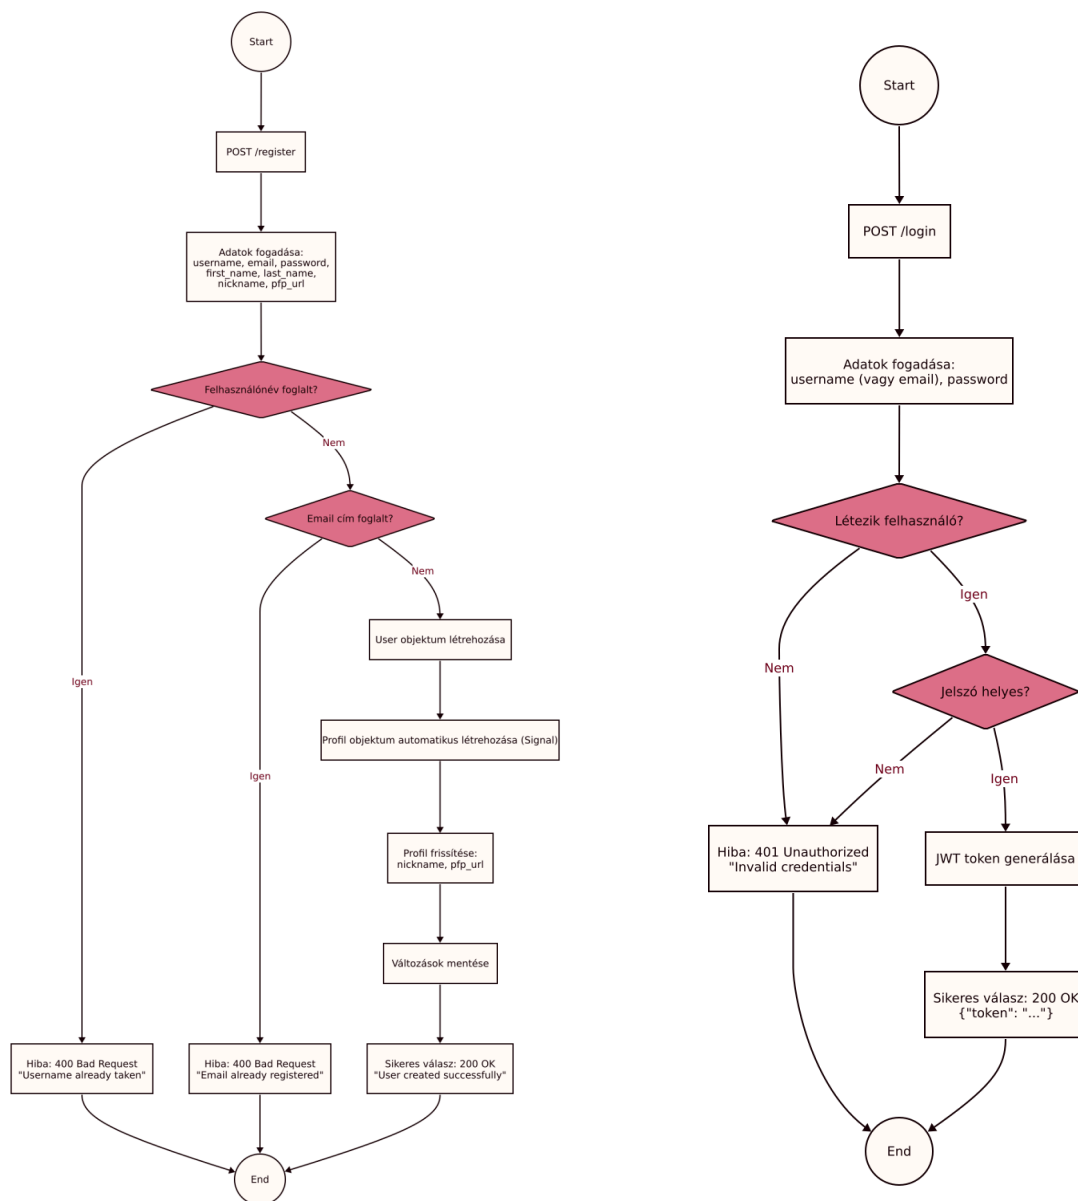 Start
POST /register
Adatok fogadása:
username, email, password,
first_name, last_name,
nickname, pfp_url
Felhasználónév foglalt?
Nem
Email cím foglalt?
Nem
User objektum létrehozása
Igen
Profil objektum automatikus létrehozása (Signal)
Igen
Profil frissítése:
nickname, pfp_url
Változások mentése
Hiba: 400 Bad Request
"Username already taken"
Hiba: 400 Bad Request
"Email already registered"
Sikeres válasz: 200 OK
"User created successfully"
End
Start
POST /login
Adatok fogadása:
username (vagy email), password
Létezik felhasználó?
Igen
Nem
Jelszó helyes?
Nem
Igen
Hiba: 401 Unauthorized
"Invalid credentials"
JWT token generálása
Sikeres válasz: 200 OK
{"token": "..."}
End